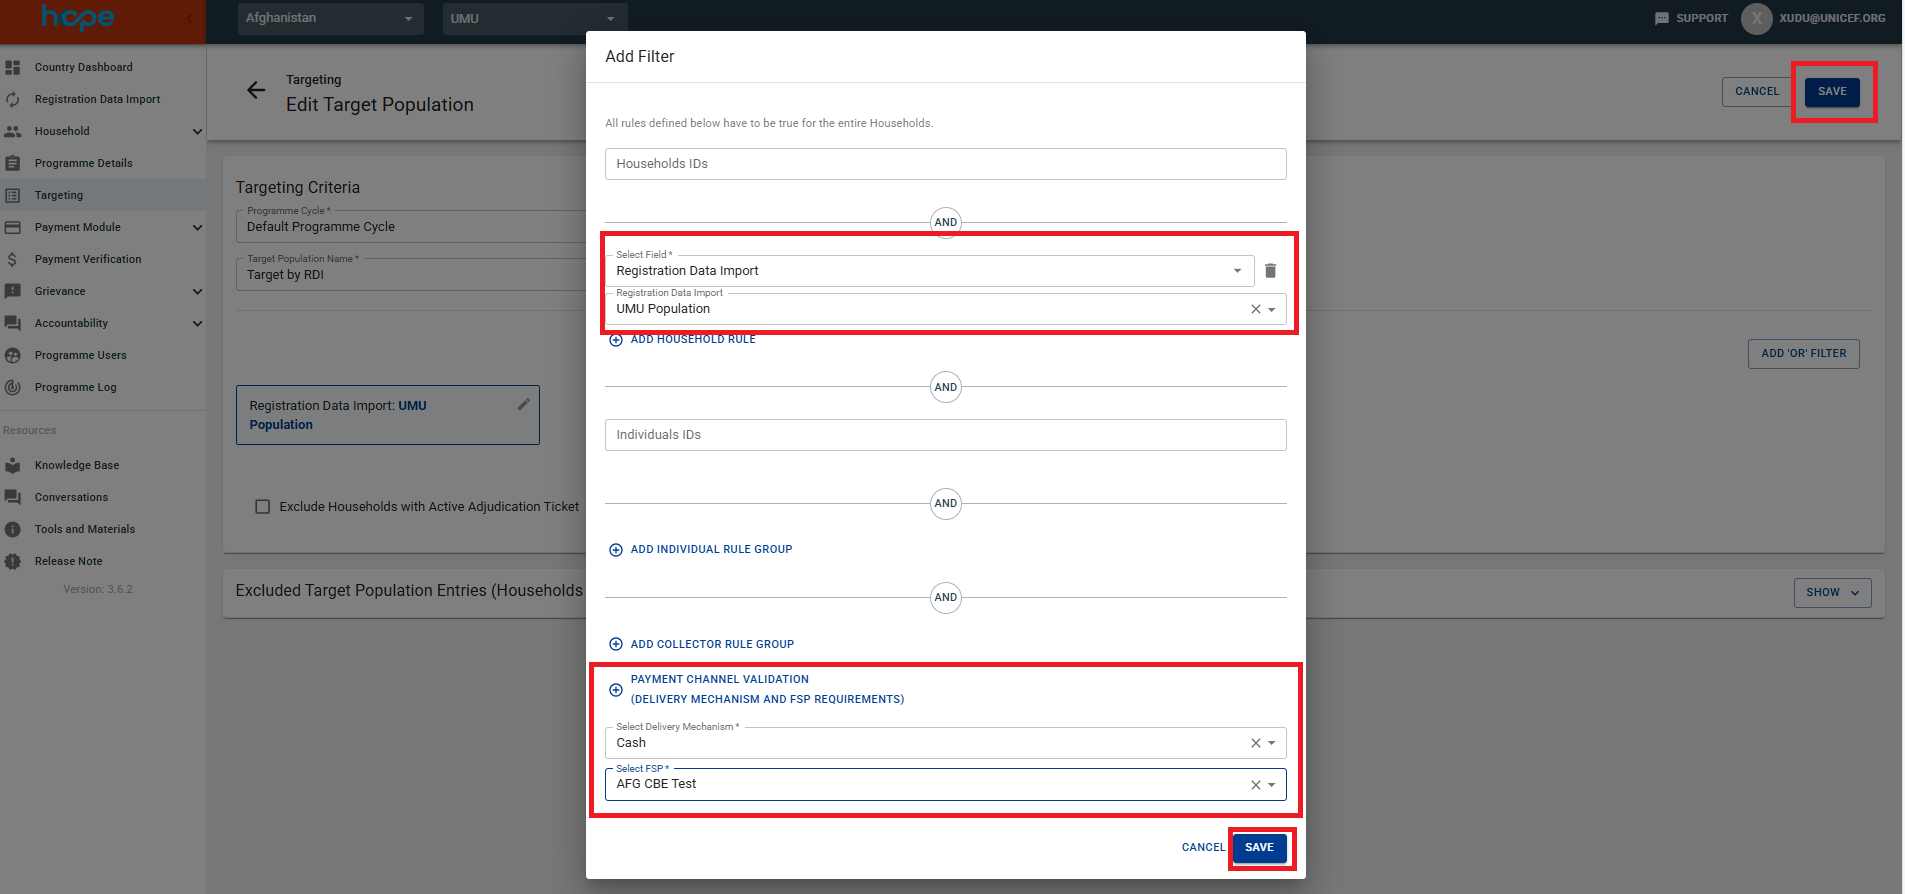 hope
Afghanistan
UMU
SUPPORT
X
XUDU@UNICEF.ORG
Country Dashboard
Registration Data Import
Household
Programme Details
Targeting
Payment Module
Payment Verification
Grievance
Accountability
Programme Users
Programme Log
Resources
Knowledge Base
Conversations
Tools and Materials
Release Note
Version: 3.6.2
Targeting
Edit Target Population
CANCEL
SAVE
Targeting Criteria
Programme Cycle *
Default Programme Cycle
Target Population Name *
Target by RDI
ADD 'OR' FILTER
Registration Data Import: UMU
Population
Exclude Households with Active Adjudication Ticket
Excluded Target Population Entries (Households
SHOW
Add Filter
All rules defined below have to be true for the entire Households.
Households IDs
AND
Select Field *
Registration Data Import
Registration Data Import
UMU Population
ADD HOUSEHOLD RULE
AND
Individuals IDs
AND
ADD INDIVIDUAL RULE GROUP
AND
ADD COLLECTOR RULE GROUP
PAYMENT CHANNEL VALIDATION
(DELIVERY MECHANISM AND FSP REQUIREMENTS)
Select Delivery Mechanism *
Cash
Select FSP *
AFG CBE Test
CANCEL
SAVE